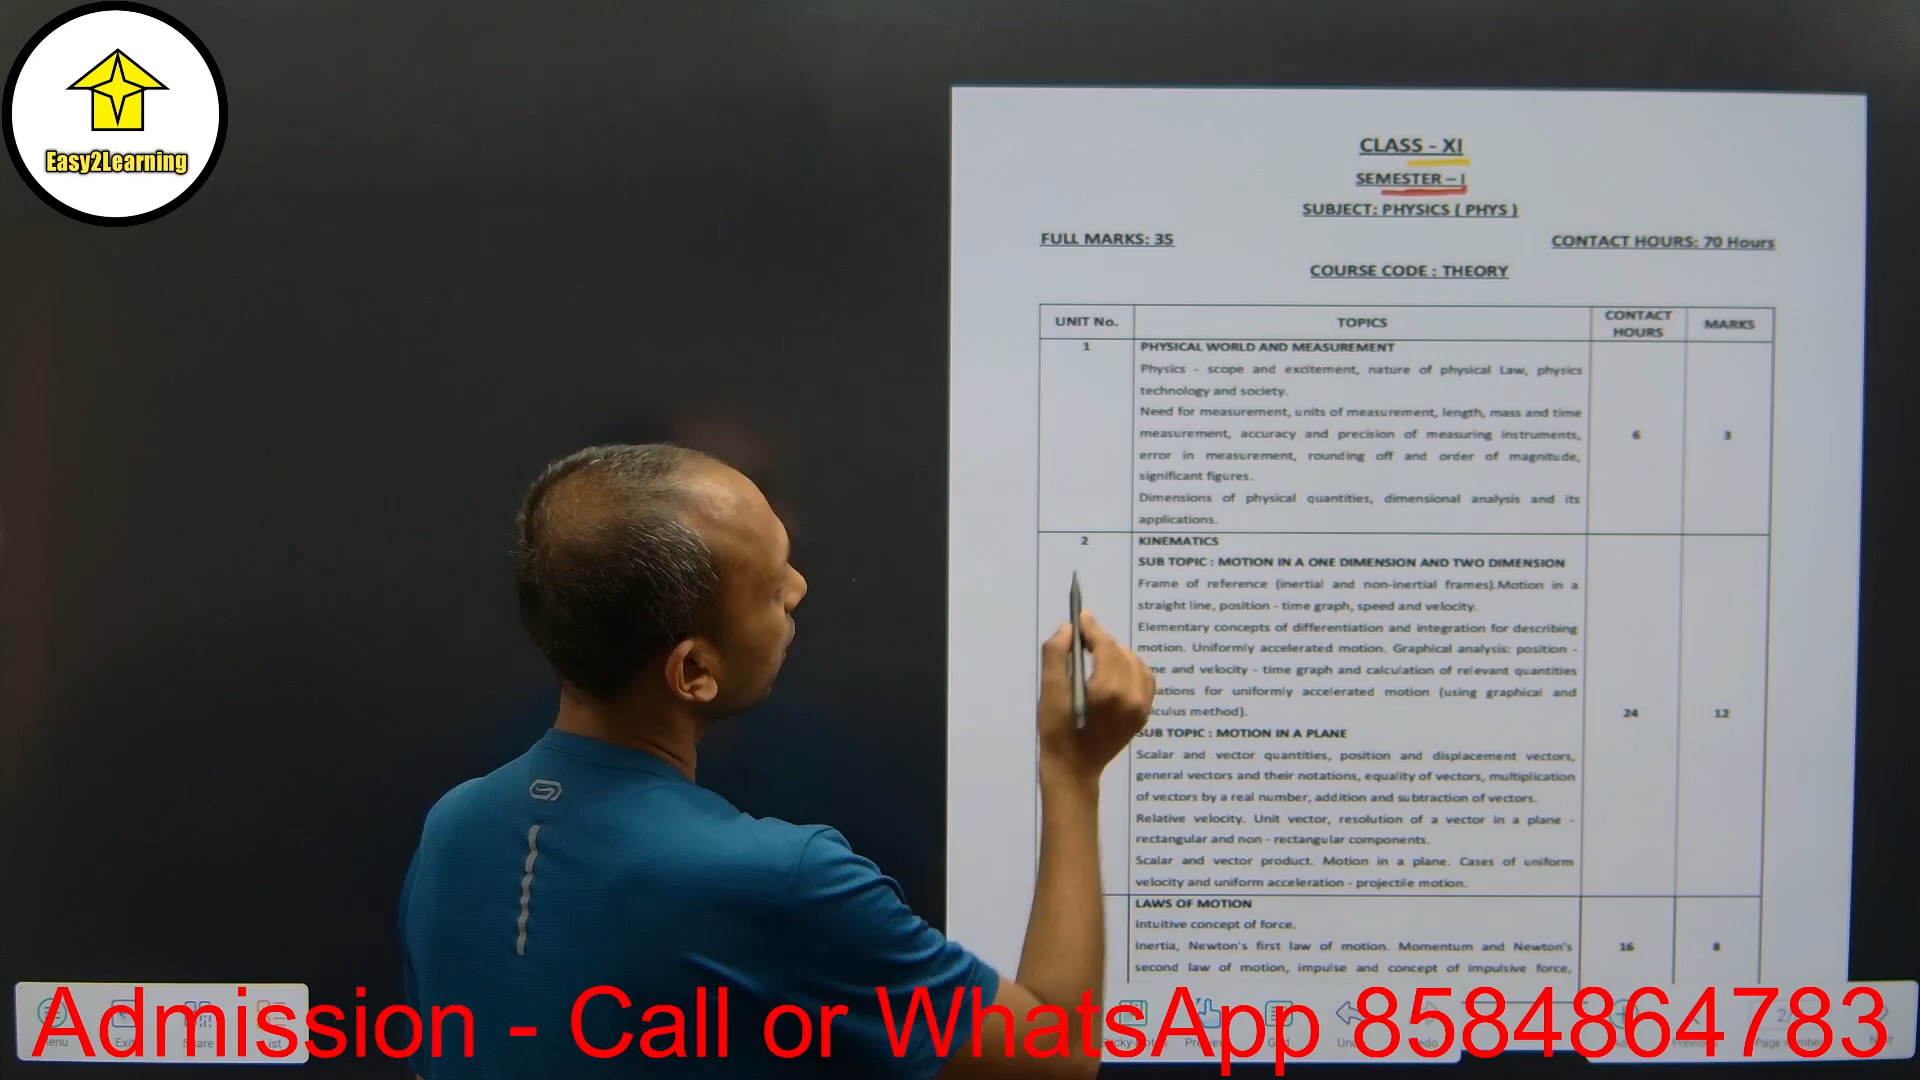 Easy2Learning
CLASS - XI
SEMESTER – I
SUBJECT: PHYSICS ( PHYS )
FULL MARKS: 35
CONTACT HOURS: 70 Hours
COURSE CODE : THEORY
UNIT No.
TOPICS
CONTACT HOURS
MARKS
1
PHYSICAL WORLD AND MEASUREMENT
Physics - scope and excitement, nature of physical Law, physics
technology and society.
Need for measurement, units of measurement, length, mass and time
measurement, accuracy and precision of measuring instruments,
error in measurement, rounding off and order of magnitude,
significant figures.
Dimensions of physical quantities, dimensional analysis and its
applications.
6
3
2
KINEMATICS
SUB TOPIC : MOTION IN A ONE DIMENSION AND TWO DIMENSION
Frame of reference (inertial and non-inertial frames).Motion in a
straight line, position - time graph, speed and velocity.
Elementary concepts of differentiation and integration for describing
motion. Uniformly accelerated motion. Graphical analysis: position -
and velocity - time graph and calculation of relevant quantities
for uniformly accelerated motion (using graphical and
method).
SUB TOPIC : MOTION IN A PLANE
Scalar and vector quantities, position and displacement vectors,
general vectors and their notations, equality of vectors, multiplication
of vectors by a real number, addition and subtraction of vectors.
Relative velocity. Unit vector, resolution of a vector in a plane -
rectangular and non - rectangular components.
Scalar and vector product. Motion in a plane. Cases of uniform
velocity and uniform acceleration - projectile motion.
24
12
LAWS OF MOTION
Intuitive concept of force.
Inertia, Newton's first law of motion. Momentum and Newton's
second law of motion, impulse and concept of impulsive force,
16
8
Admission - Call or WhatsApp 8584864783